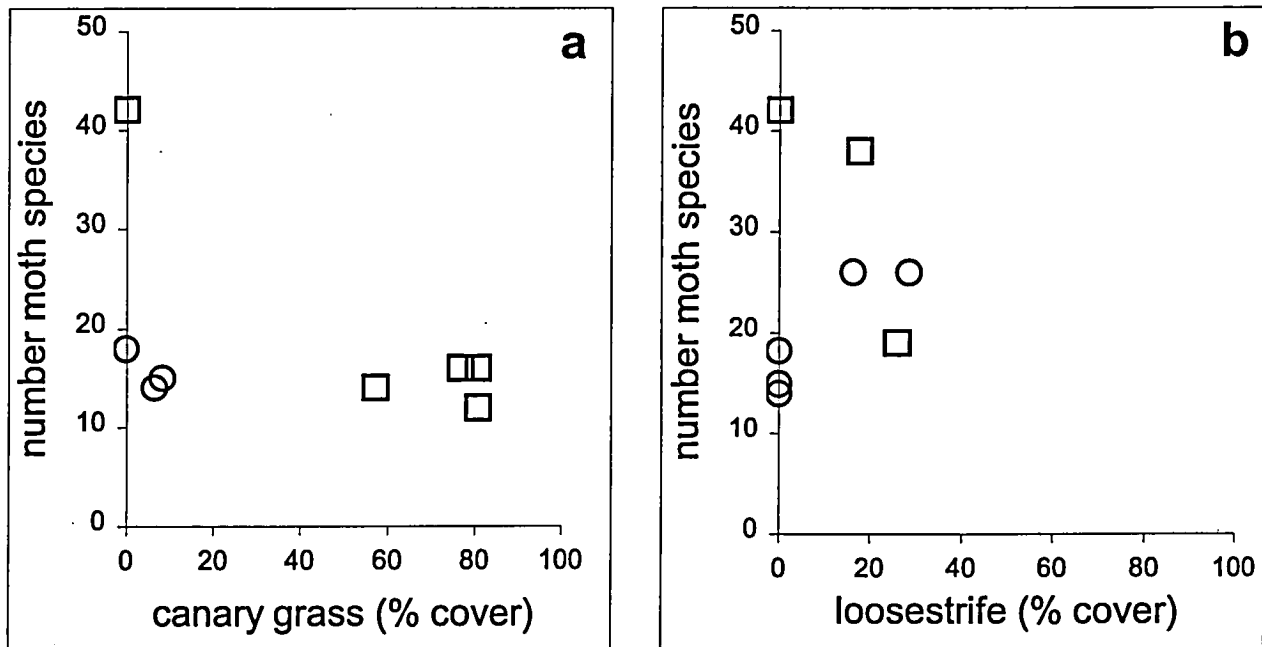 a
50
40
30
20
10
0
number moth species
0 20 40 60 80 100
canary grass (% cover)
b
50
40
30
20
10
0
number moth species
0 20 40 60 80 100
loosestrife (% cover)